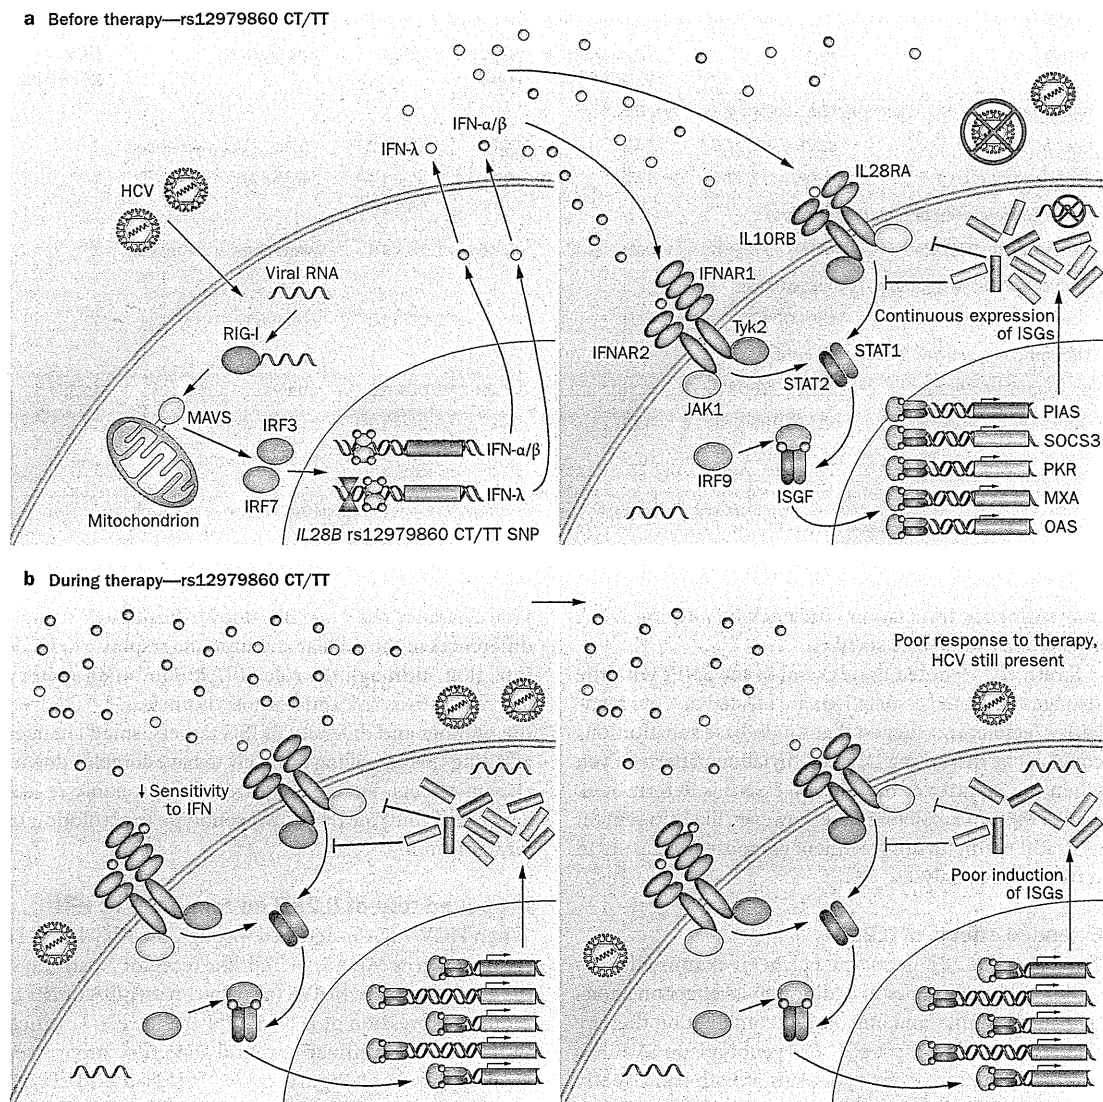 a Before therapy—rs12979860 CT/TT
IFN-α/β
IFN-λ
HCV
Viral RNA
RIG-I
MAVS
IRF3
IRF7
Mitochondrion
IFN-α/β
IFN-λ
IL28B rs12979860 CT/TT SNP
IL28RA
IL10RB
IFNAR1
IFNAR2
Tyk2
JAK1
STAT1
STAT2
IRF9
ISGF
Continuous expression
of ISGs
PIAS
SOCS3
PKR
MXA
OAS
b During therapy—rs12979860 CT/TT
↓ Sensitivity
to IFN
Poor response to therapy,
HCV still present
Poor induction
of ISGs